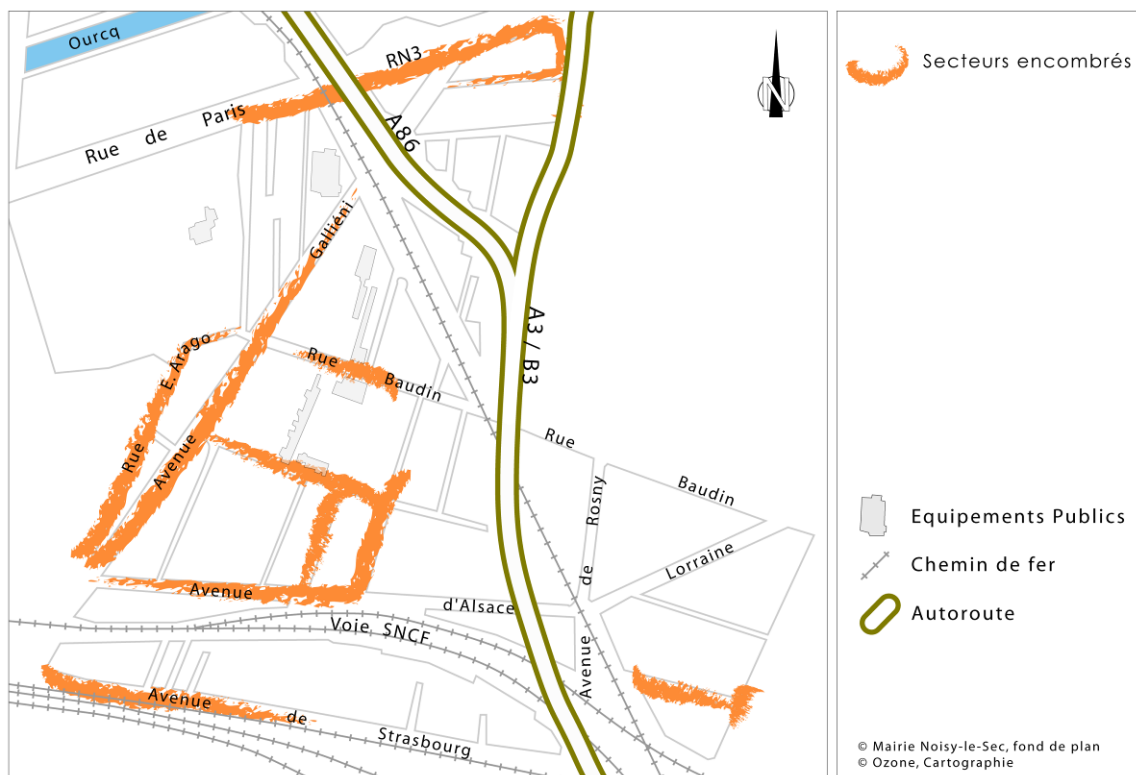 Ourcq
RN3
Rue de Paris
A86
Galliéni
Avenue
Rue E. Arago
Rue Baudin
A3 / B3
Rue Baudin
Avenue de Rosny
Lorraine
Avenue d'Alsace
Voie SNCF
Avenue de Strasbourg
N
Secteurs encombrés
Equipements Publics
Chemin de fer
Autoroute
© Mairie Noisy-le-Sec, fond de plan
© Ozone, Cartographie